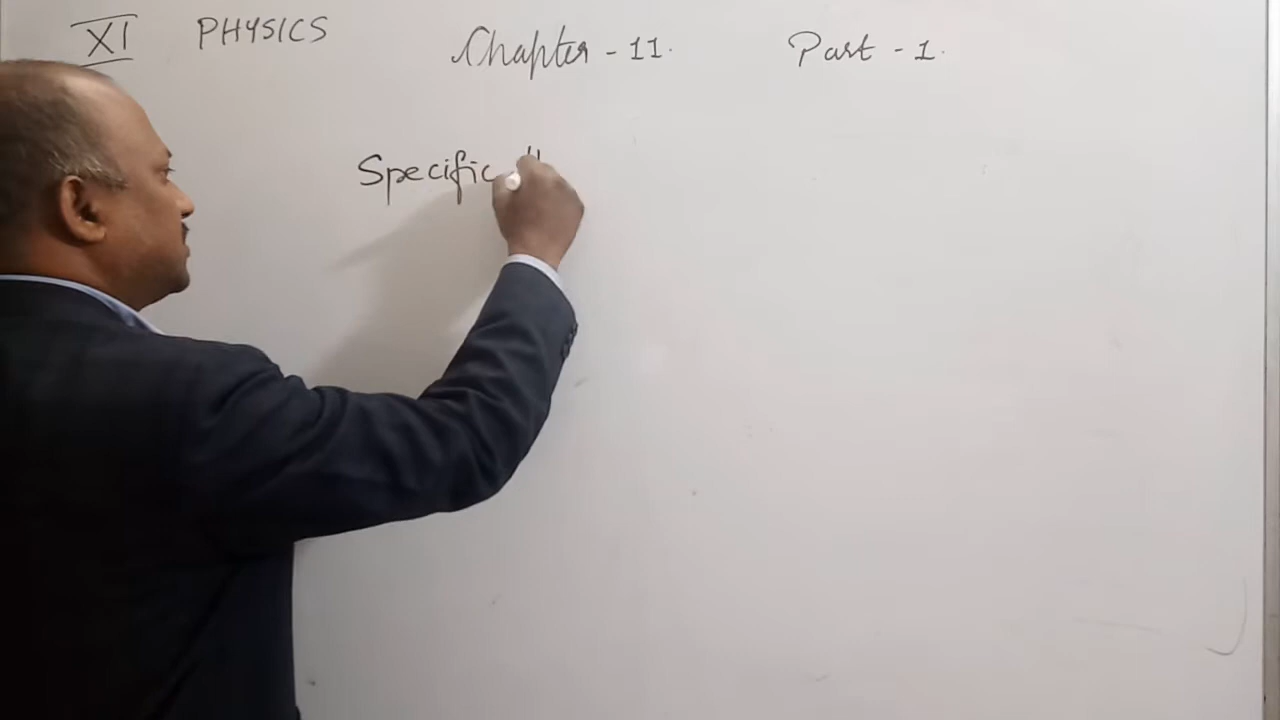 XI PHYSICS Chapter - 11. Part - 1.
Specific